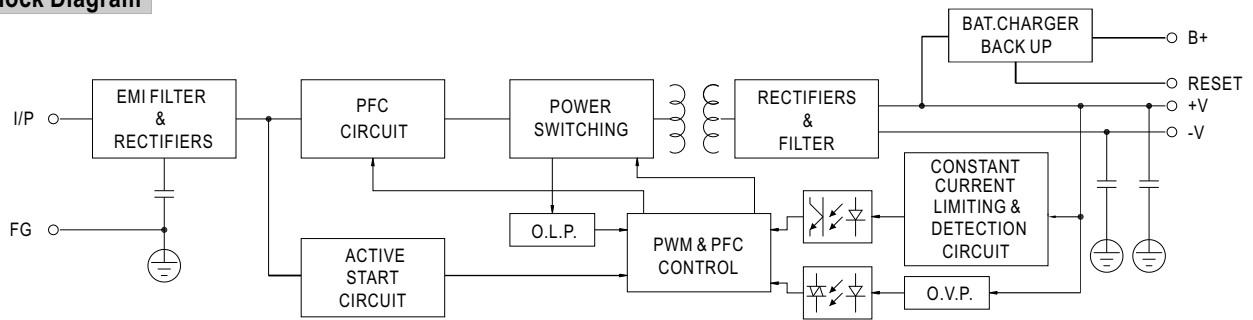 Block Diagram
BAT.CHARGER
BACK UP
B+
RESET
I/P
EMI FILTER
&
RECTIFIERS
PFC
CIRCUIT
POWER
SWITCHING
RECTIFIERS
&
FILTER
+V
-V
FG
O.L.P.
PWM & PFC
CONTROL
CONSTANT
CURRENT
LIMITING &
DETECTION
CIRCUIT
ACTIVE
START
CIRCUIT
O.V.P.